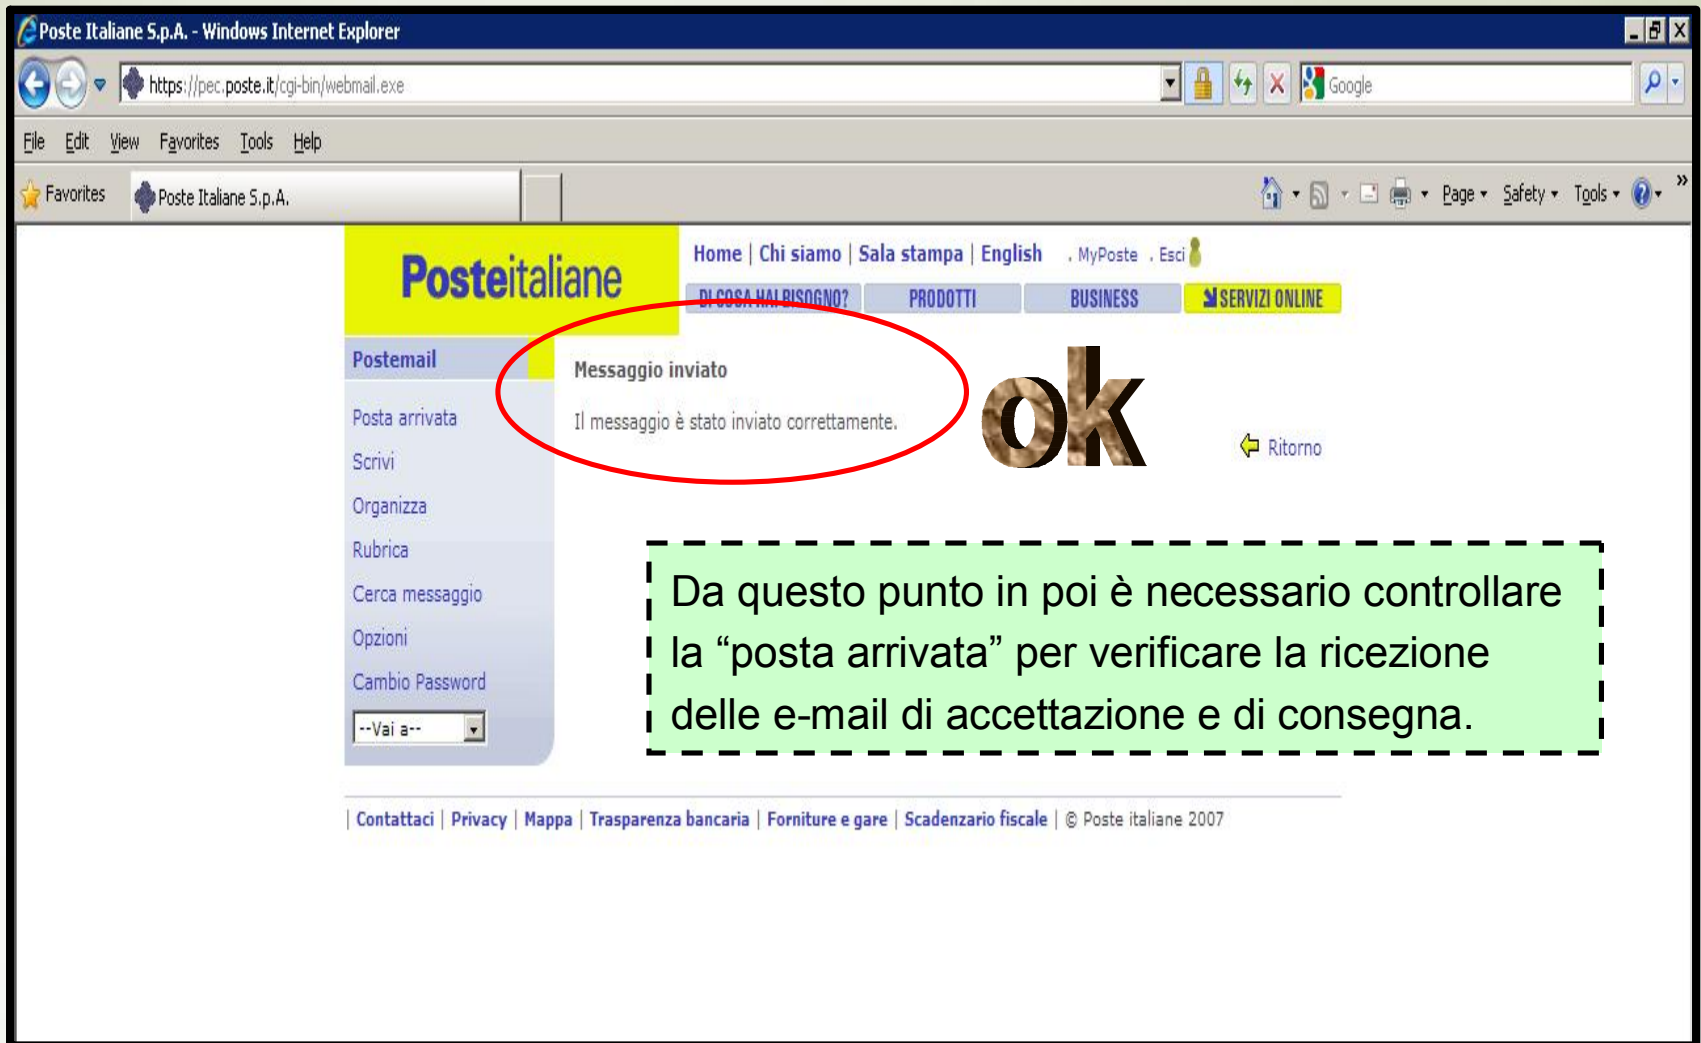 Poste Italiane S.p.A. - Windows Internet Explorer
https://pec.poste.it/cgi-bin/webmail.exe
Google
File Edit View Favorites Tools Help
Favorites
Poste Italiane S.p.A.
Page Safety Tools
Posteitaliane
Home | Chi siamo | Sala stampa | English . MyPoste . Esci
DI COSA HAI BISOGNO? PRODOTTI BUSINESS SERVIZI ONLINE
Postemail
Posta arrivata
Scrivi
Organizza
Rubrica
Cerca messaggio
Opzioni
Cambio Password
--Vai a--
Messaggio inviato
Il messaggio è stato inviato correttamente.
ok
Ritorno
Da questo punto in poi è necessario controllare
la “posta arrivata” per verificare la ricezione
delle e-mail di accettazione e di consegna.
| Contattaci | Privacy | Mappa | Trasparenza bancaria | Forniture e gare | Scadenzario fiscale | © Poste italiane 2007